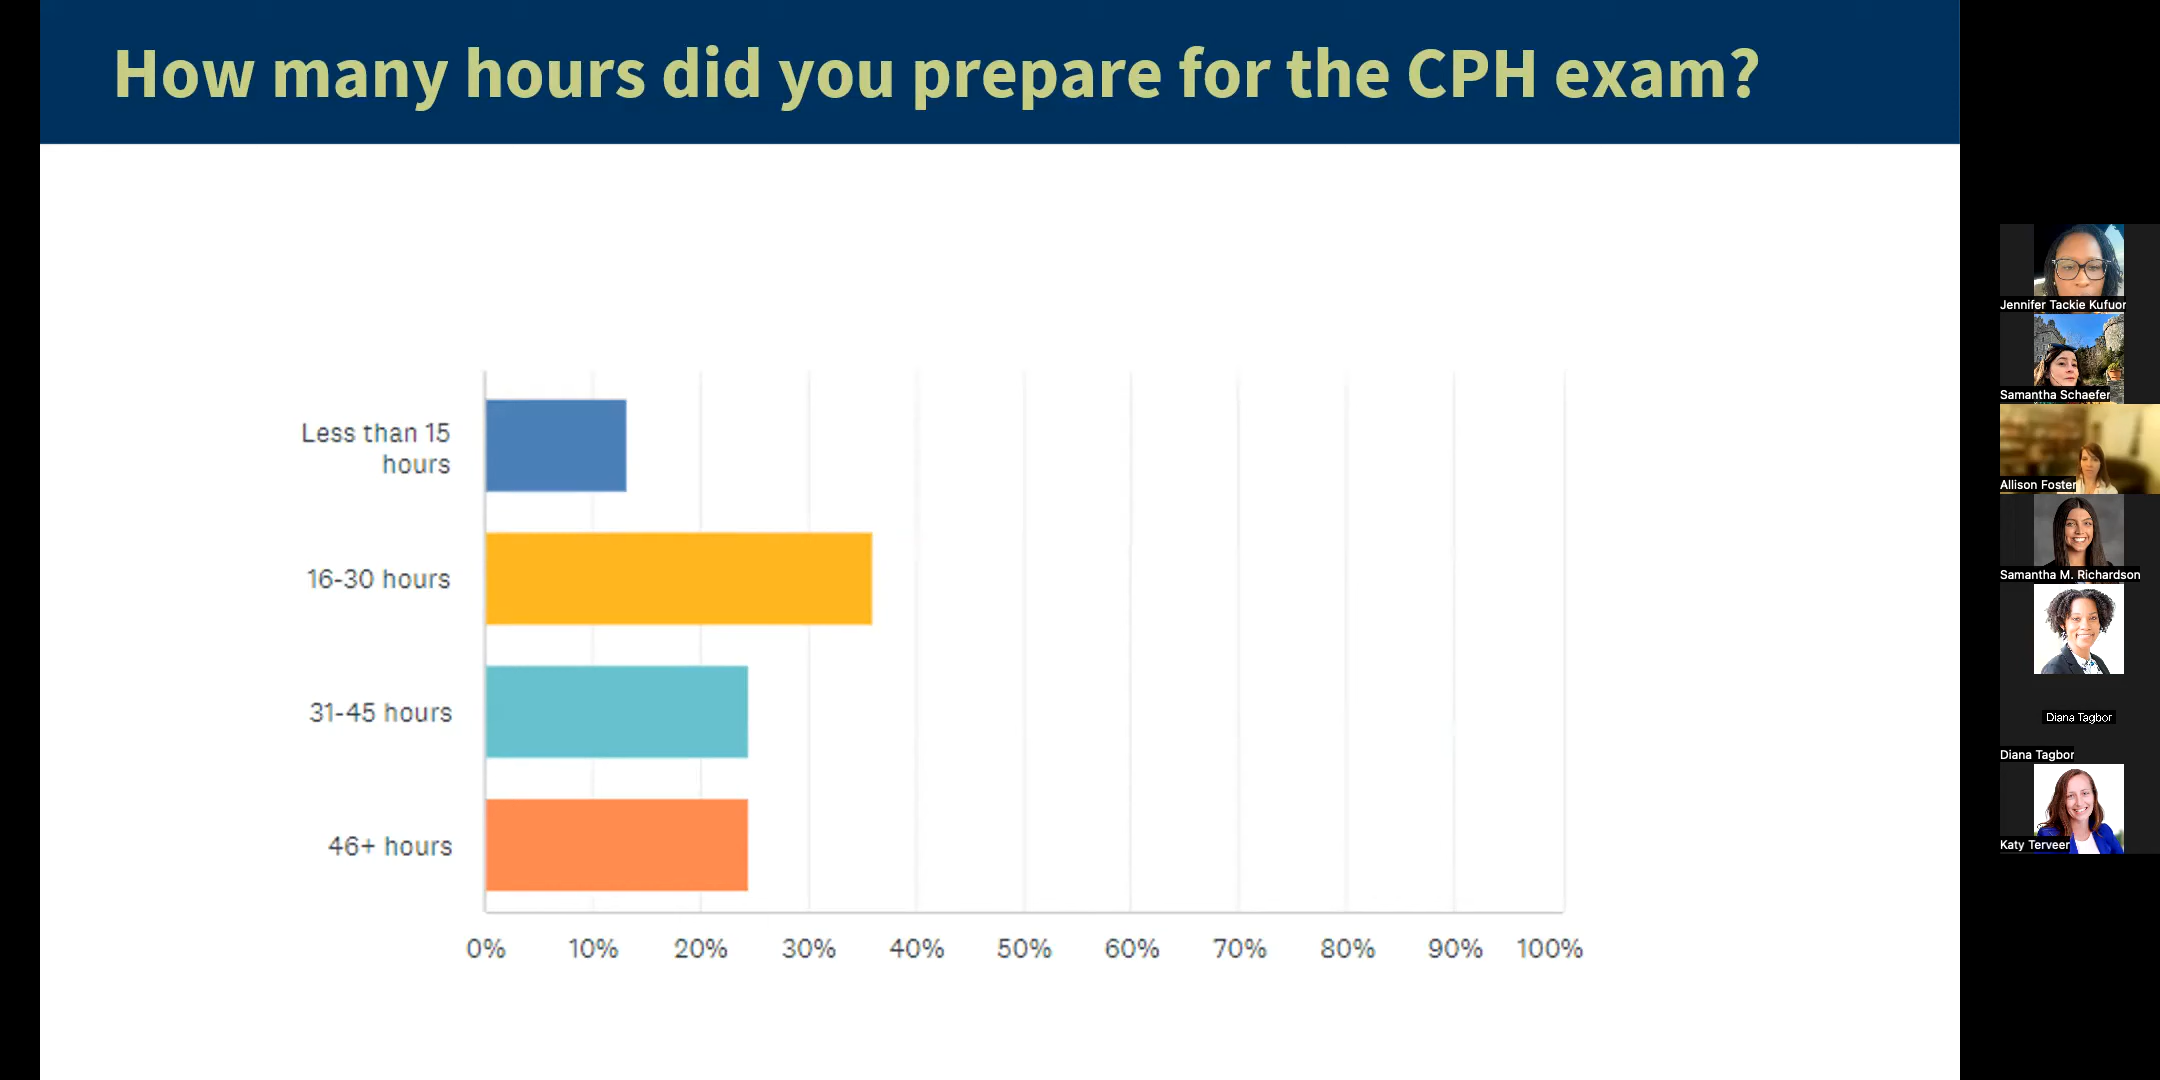 How many hours did you prepare for the CPH exam?
Less than 15
hours
16-30 hours
31-45 hours
46+ hours
0% 10% 20% 30% 40% 50% 60% 70% 80% 90% 100%
Jennifer Tackie Kufuor
Samantha Schaefer
Allison Foster
Samantha M. Richardson
Diana Tagbor
Diana Tagbor
Katy Terveer